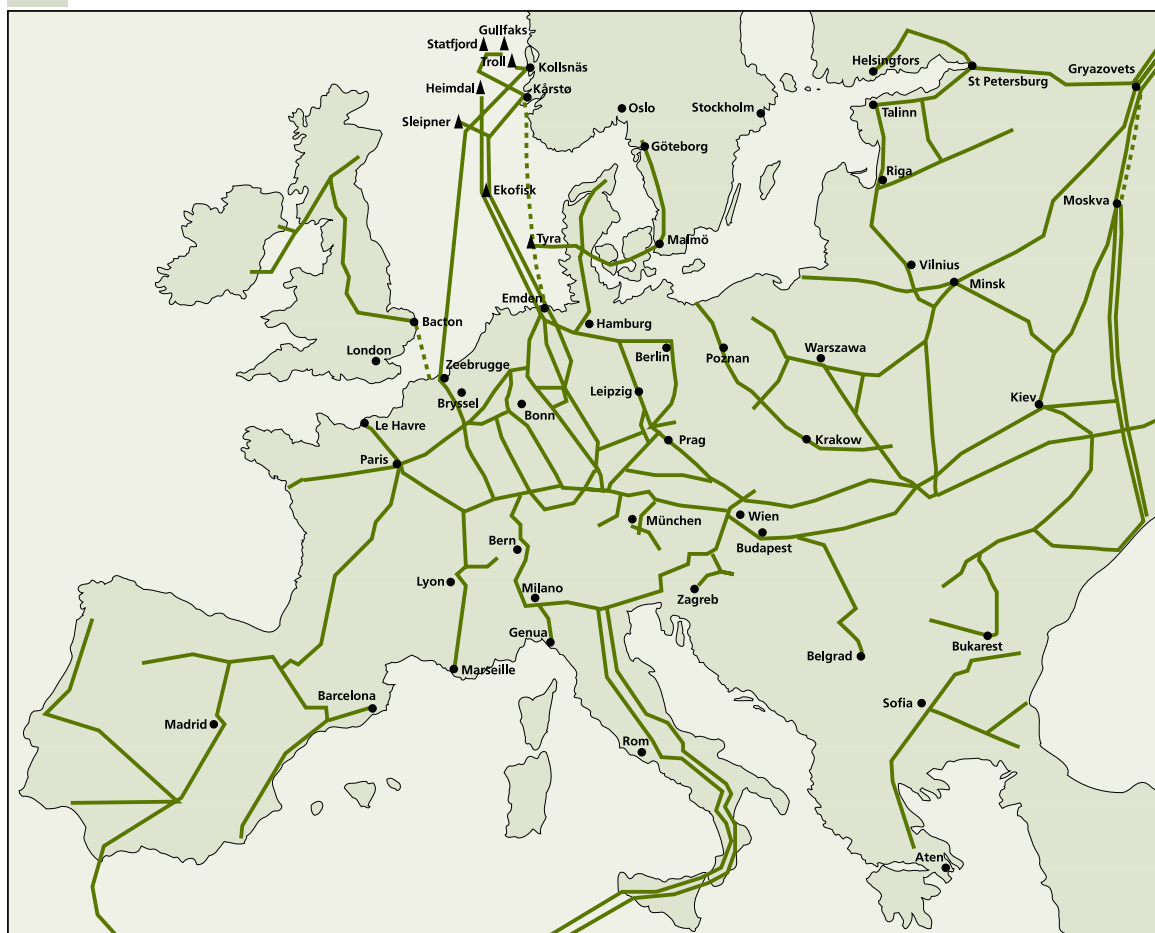 Gullfaks
Statfjord
Troll
Kollsnäs
Heimdal
Kårstø
Sleipner
Oslo
Stockholm
Helsingfors
St Petersburg
Gryazovets
Talinn
Göteborg
Riga
Ekofisk
Moskva
Tyra
Malmö
Vilnius
Minsk
Emden
Hamburg
Bacton
London
Zeebrugge
Berlin
Poznan
Warszawa
Bryssel
Leipzig
Bonn
Kiev
Le Havre
Prag
Krakow
Paris
München
Wien
Budapest
Bern
Lyon
Milano
Zagreb
Genua
Marseille
Belgrad
Bukarest
Barcelona
Madrid
Sofia
Rom
Aten